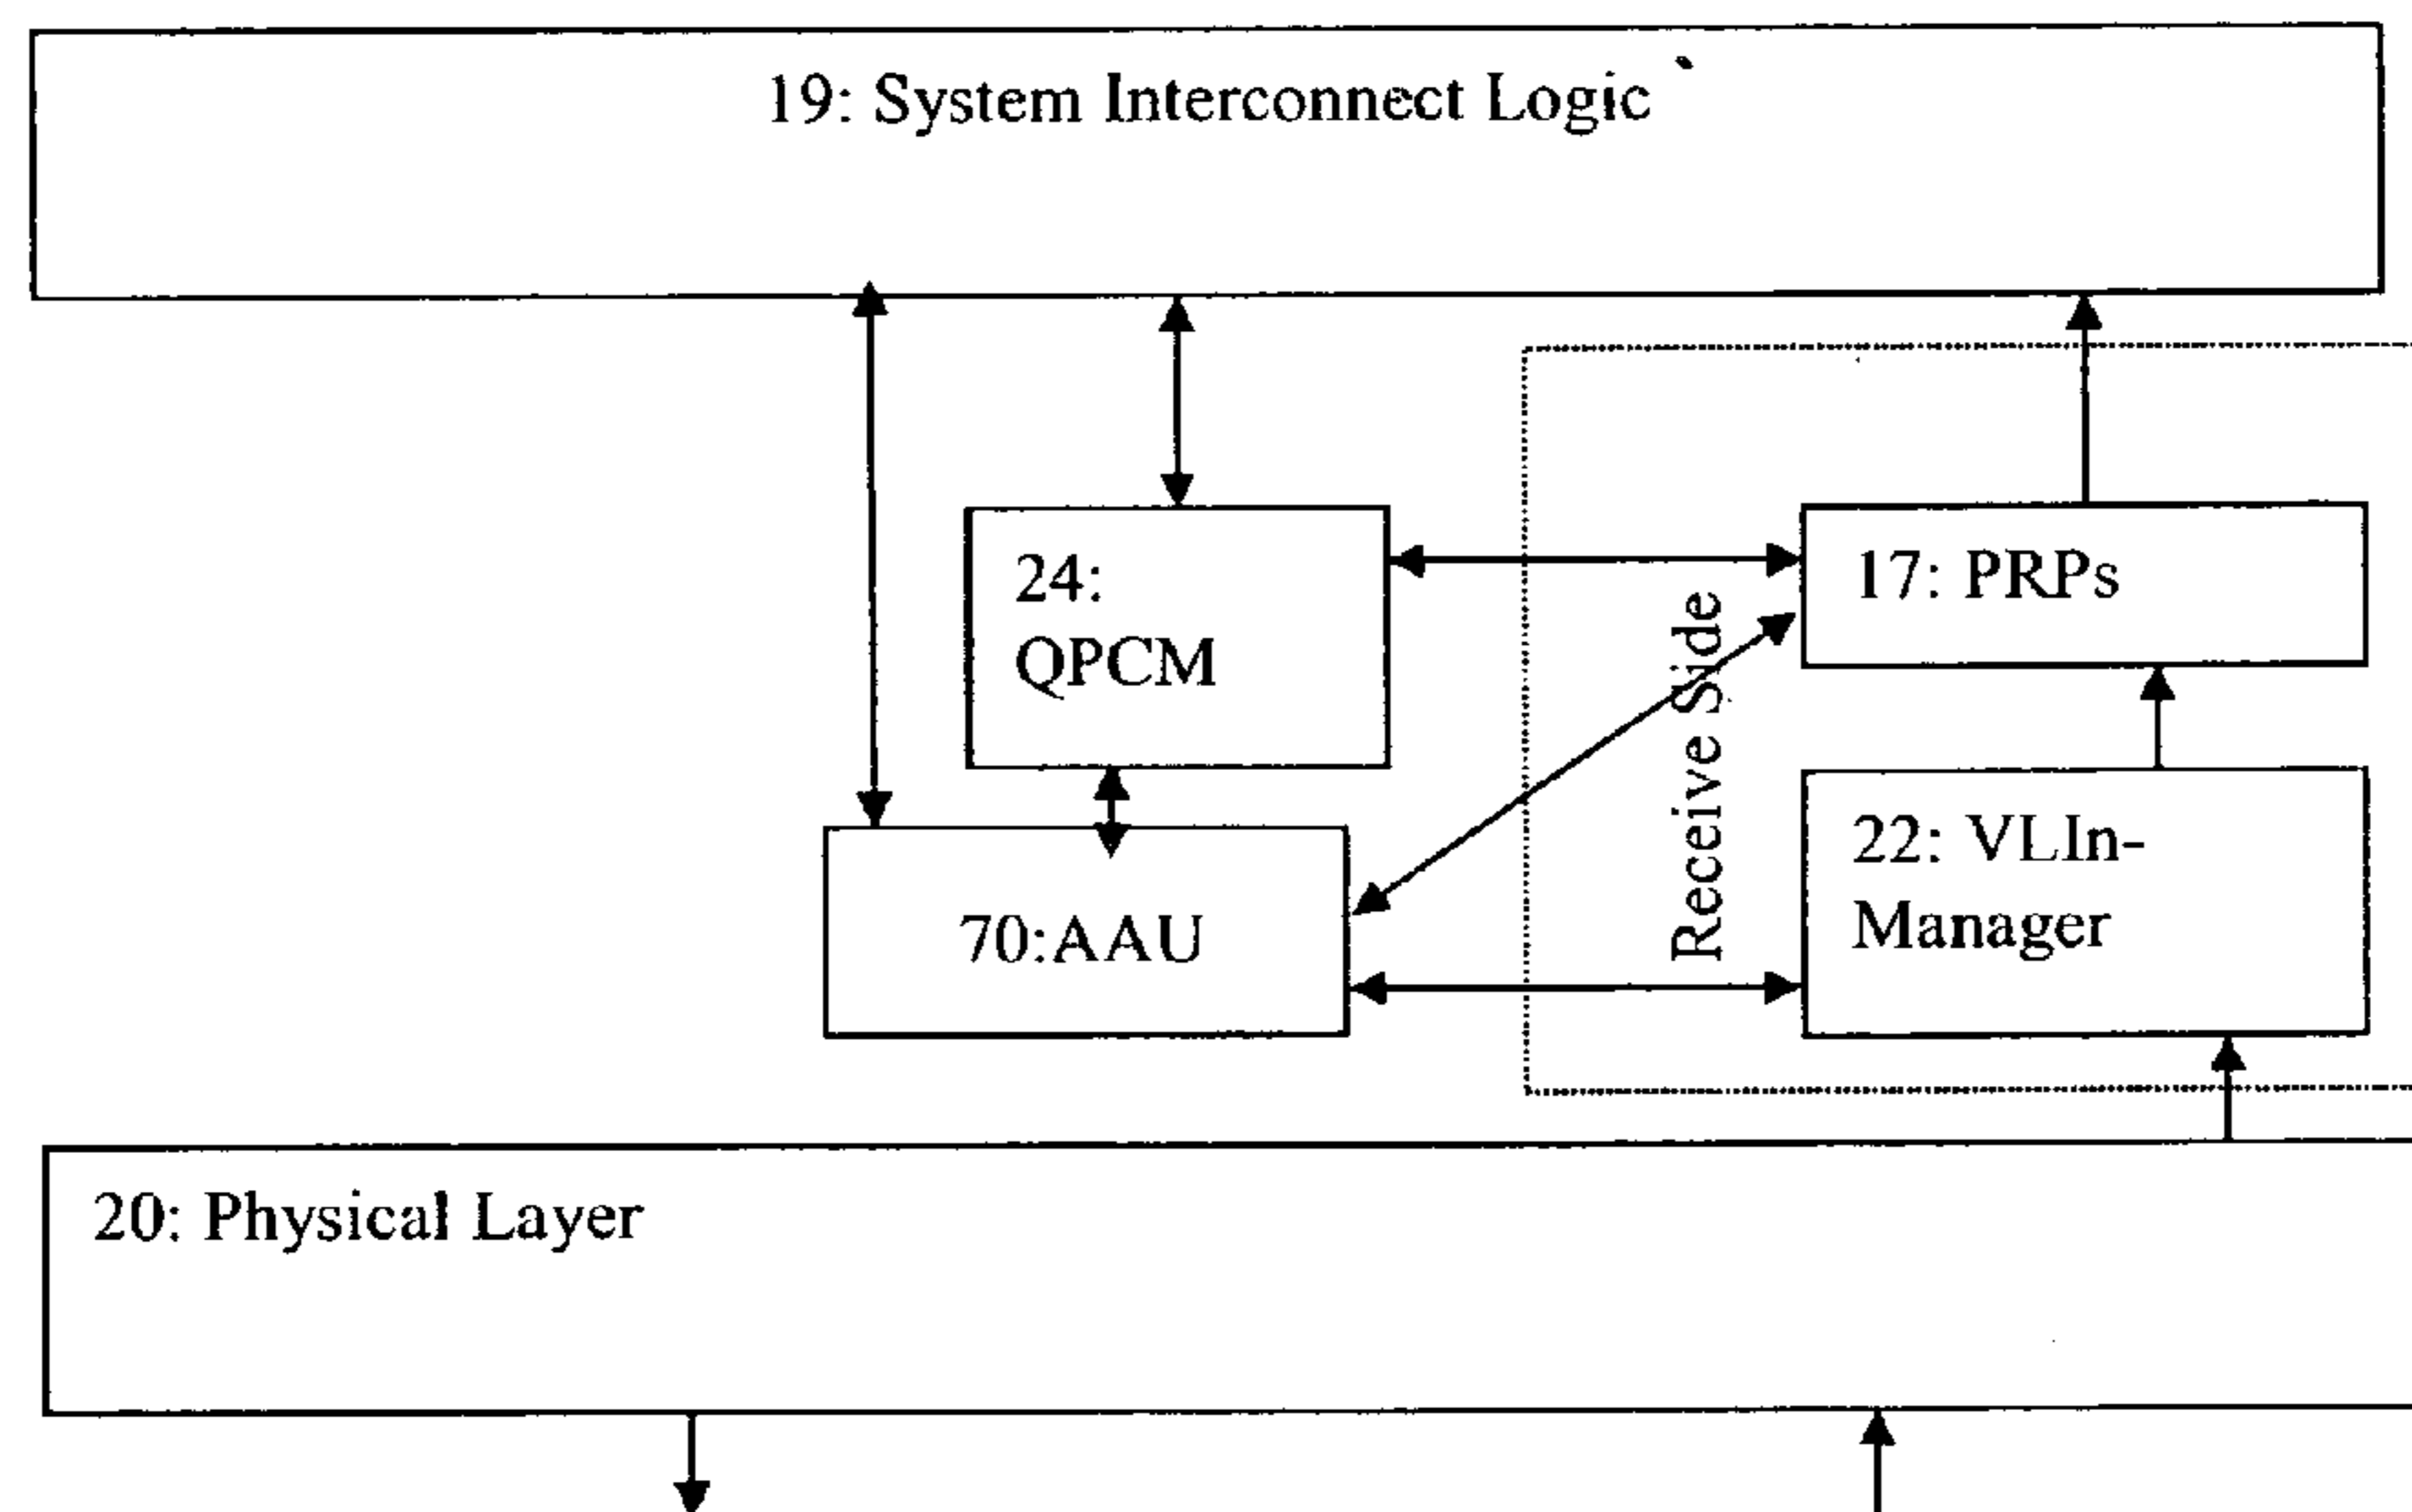 19: System Interconnect Logic
24:
QPCM
17: PRPs
Receive Side
22: VLIn-
Manager
70:AAU
20: Physical Layer